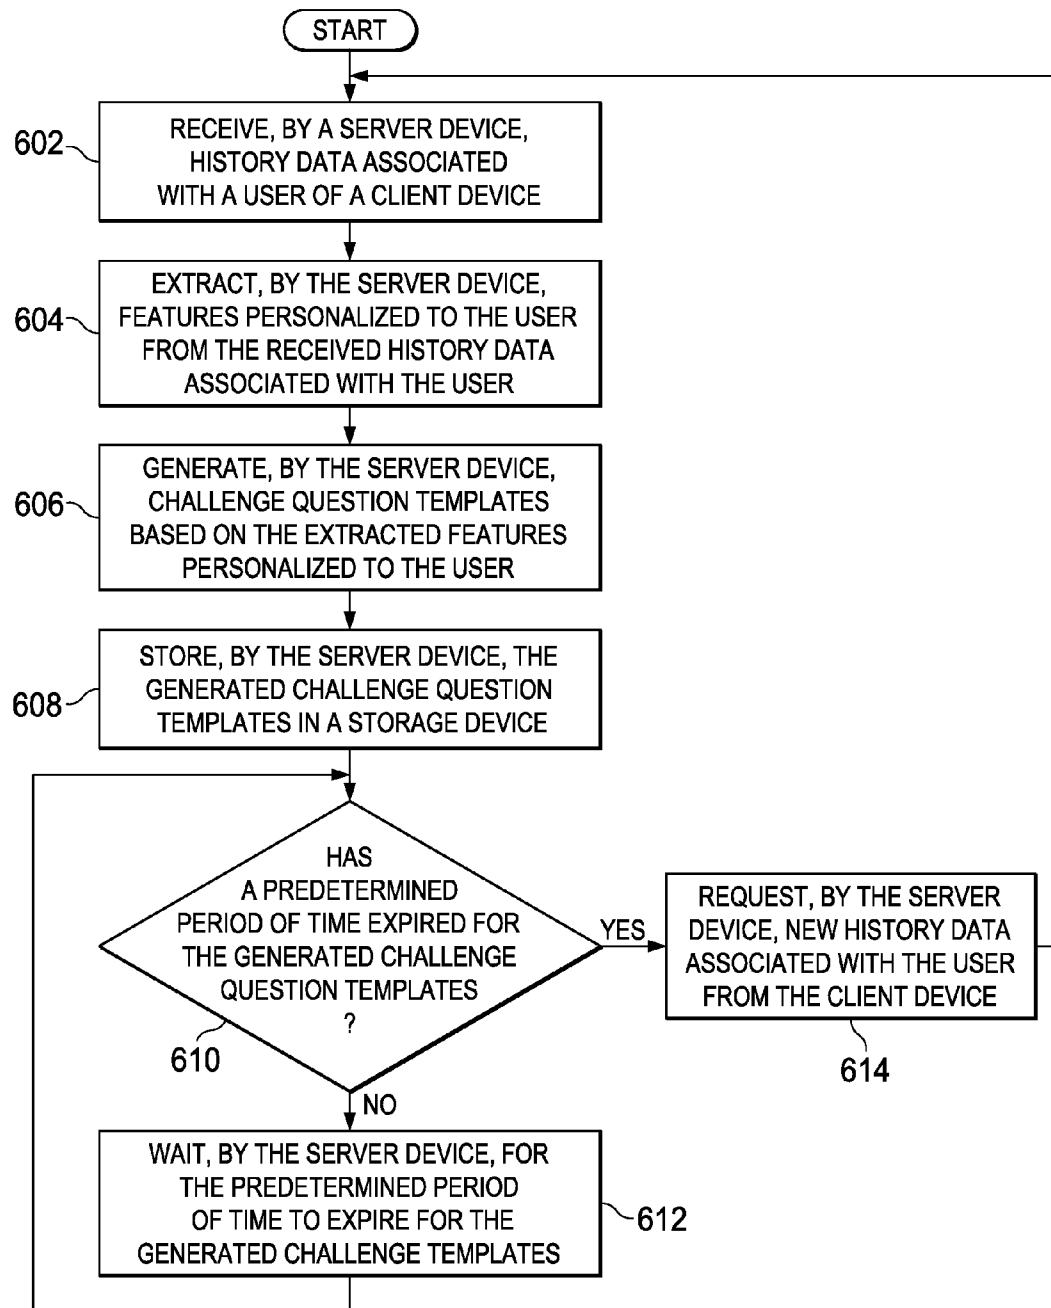 START
602
RECEIVE, BY A SERVER DEVICE,
HISTORY DATA ASSOCIATED
WITH A USER OF A CLIENT DEVICE
604
EXTRACT, BY THE SERVER DEVICE,
FEATURES PERSONALIZED TO THE USER
FROM THE RECEIVED HISTORY DATA
ASSOCIATED WITH THE USER
606
GENERATE, BY THE SERVER DEVICE,
CHALLENGE QUESTION TEMPLATES
BASED ON THE EXTRACTED FEATURES
PERSONALIZED TO THE USER
608
STORE, BY THE SERVER DEVICE, THE
GENERATED CHALLENGE QUESTION
TEMPLATES IN A STORAGE DEVICE
HAS
A PREDETERMINED
PERIOD OF TIME EXPIRED FOR
THE GENERATED CHALLENGE
QUESTION TEMPLATES
?
610
YES
REQUEST, BY THE SERVER
DEVICE, NEW HISTORY DATA
ASSOCIATED WITH THE USER
FROM THE CLIENT DEVICE
614
NO
WAIT, BY THE SERVER DEVICE, FOR
THE PREDETERMINED PERIOD
OF TIME TO EXPIRE FOR THE
GENERATED CHALLENGE TEMPLATES
612